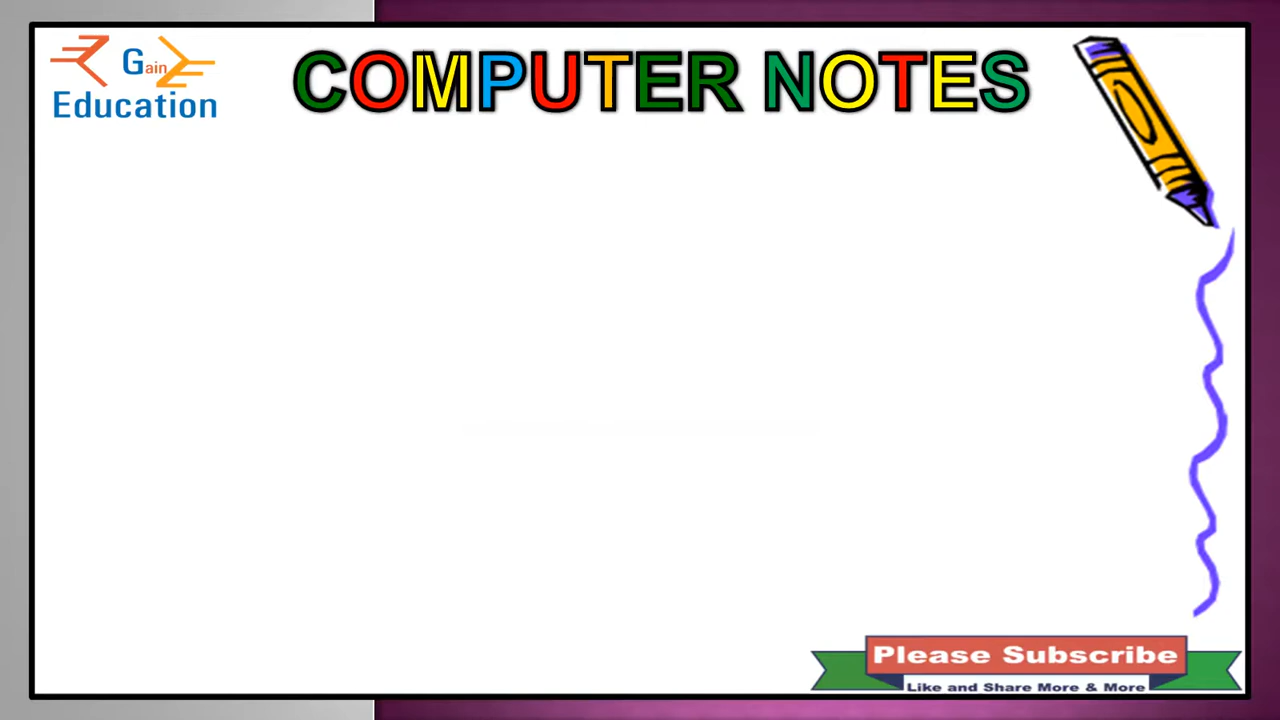 Gain
Education
COMPUTER NOTES
Please Subscribe
Like and Share More & More